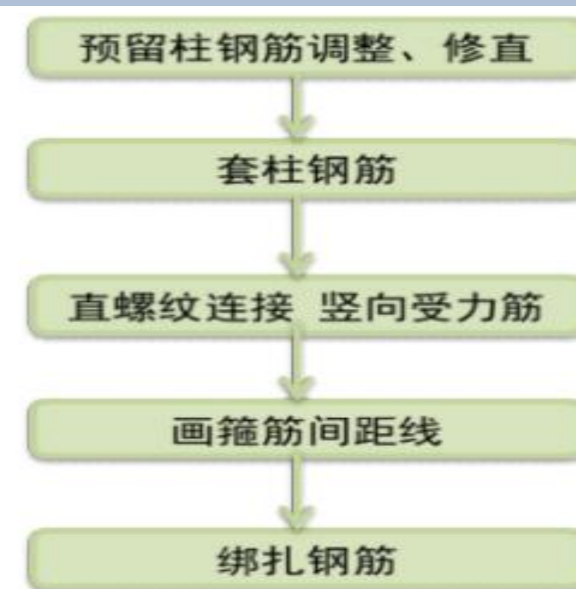 预留柱钢筋调整、修直
套柱钢筋
直螺纹连接 竖向受力筋
画箍筋间距线
绑扎钢筋